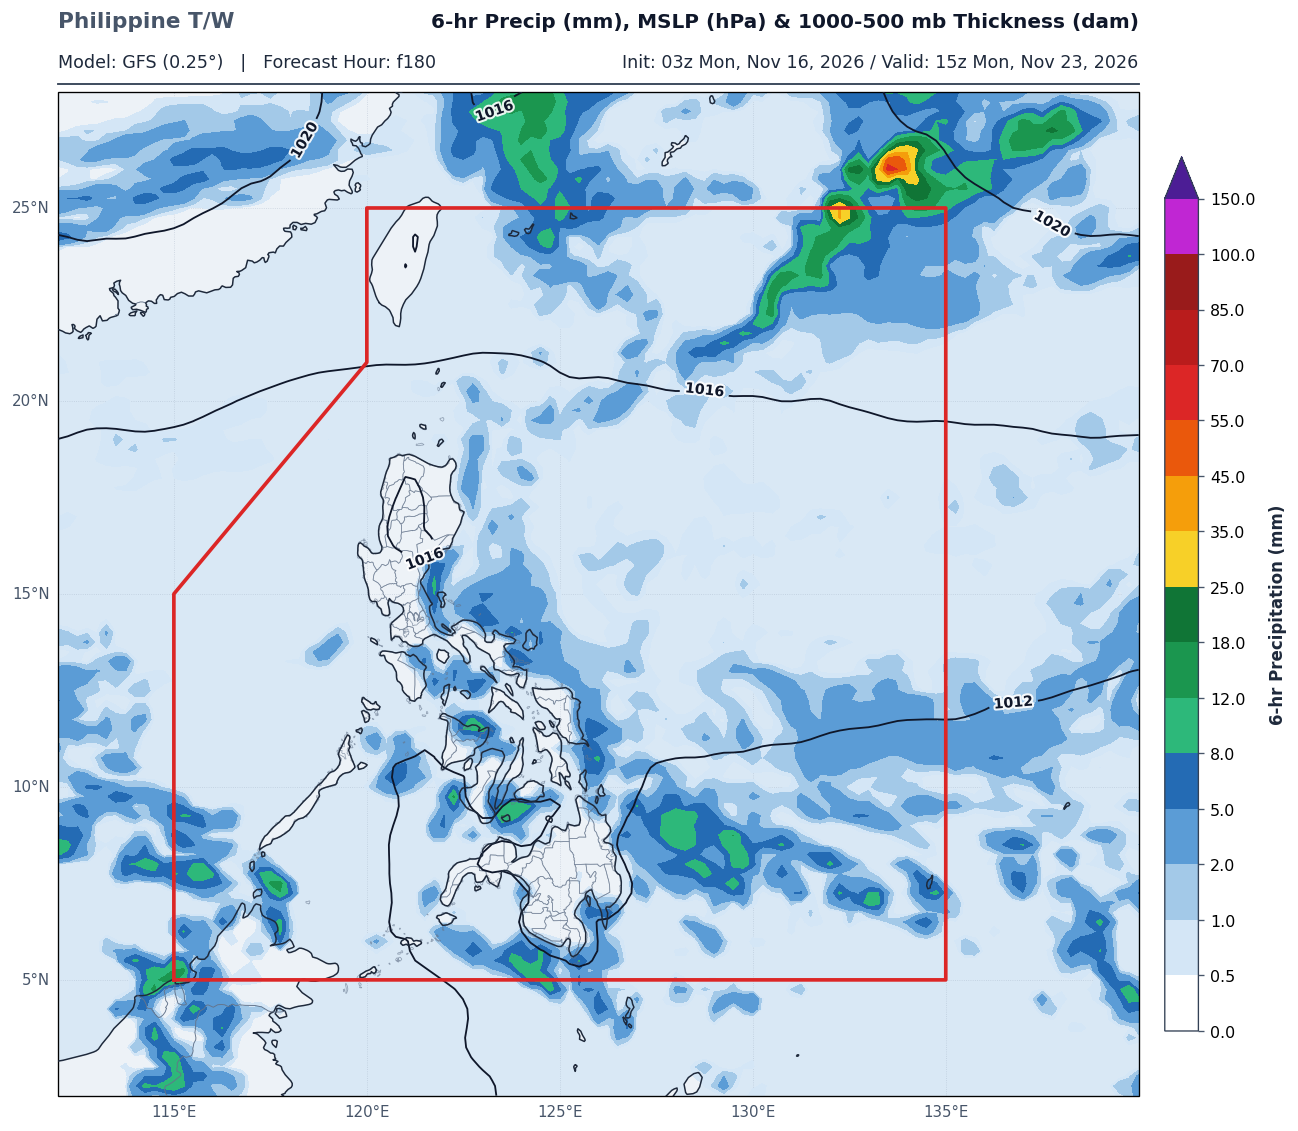 Philippine T/W
6-hr Precip (mm), MSLP (hPa) & 1000-500 mb Thickness (dam)
Model: GFS (0.25°) | Forecast Hour: f180
Init: 03z Mon, Nov 16, 2026 / Valid: 15z Mon, Nov 23, 2026
1016
1020
1020
1016
1016
1012
25°N
20°N
15°N
10°N
5°N
115°E
120°E
125°E
130°E
135°E
150.0
100.0
85.0
70.0
55.0
45.0
35.0
25.0
18.0
12.0
8.0
5.0
2.0
1.0
0.5
0.0
6-hr Precipitation (mm)